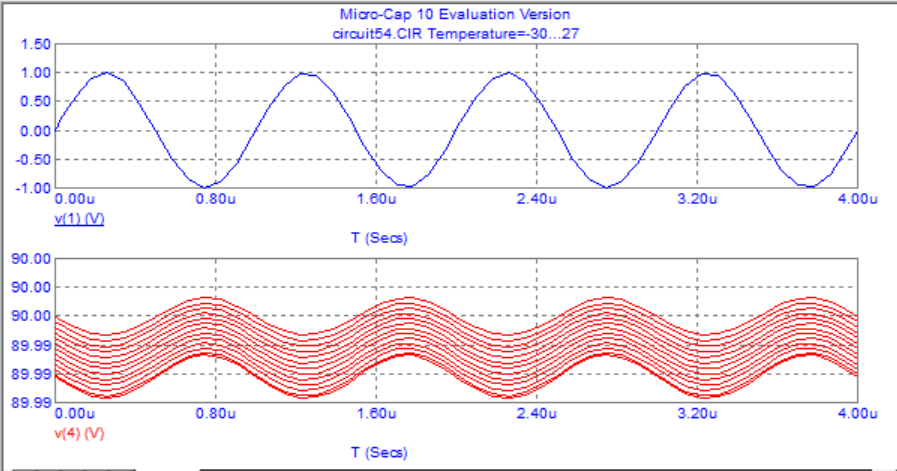 Micro-Cap 10 Evaluation Version
circuit54.CIR Temperature=-30...27
1.50
1.00
0.50
0.00
-0.50
-1.00
0.00u 0.80u 1.60u 2.40u 3.20u 4.00u
v(1) (V)
T (Secs)
90.00
90.00
90.00
89.99
89.99
89.99
0.00u 0.80u 1.60u 2.40u 3.20u 4.00u
v(4) (V)
T (Secs)